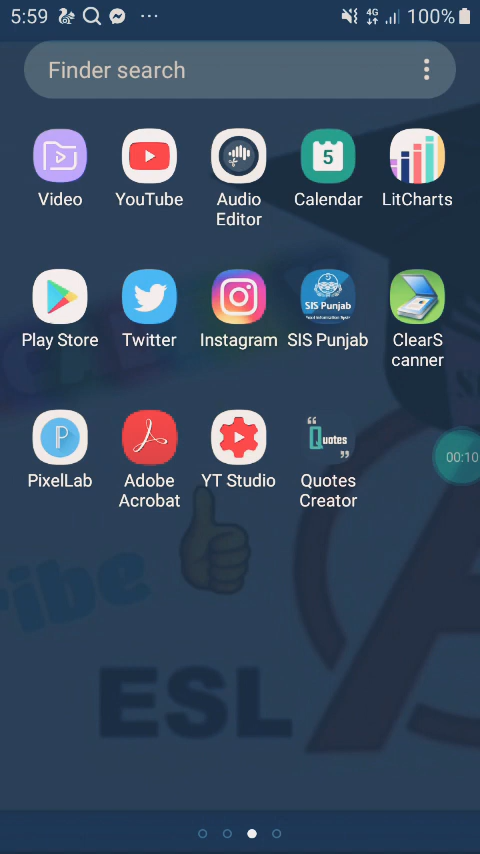 5:59 4G 100%
Finder search
Video YouTube Audio Editor Calendar LitCharts
5
Play Store Twitter Instagram SIS Punjab ClearS canner
SIS Punjab
PixelLab Adobe Acrobat YT Studio Quotes Creator
P
Quotes
00:10
ribe
ESL